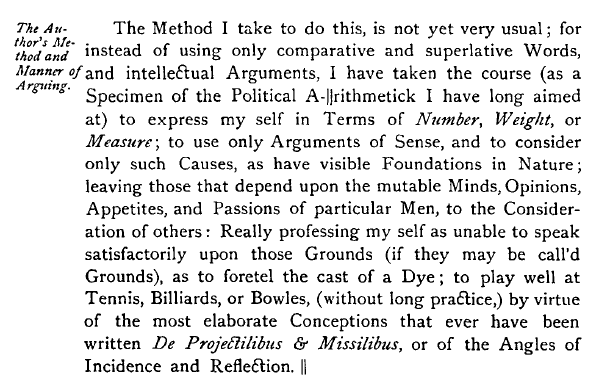 The Au-
thor's Me-
thod and
Manner of
Arguing.
The Method I take to do this, is not yet very usual; for
instead of using only comparative and superlative Words,
and intellectual Arguments, I have taken the course (as a
Specimen of the Political A-||rithmetick I have long aimed
at) to express my self in Terms of Number, Weight, or
Measure; to use only Arguments of Sense, and to consider
only such Causes, as have visible Foundations in Nature;
leaving those that depend upon the mutable Minds, Opinions,
Appetites, and Passions of particular Men, to the Consider-
ation of others: Really professing my self as unable to speak
satisfactorily upon those Grounds (if they may be call'd
Grounds), as to foretel the cast of a Dye; to play well at
Tennis, Billiards, or Bowles, (without long practice,) by virtue
of the most elaborate Conceptions that ever have been
written De Projectilibus & Missilibus, or of the Angles of
Incidence and Reflection. ||